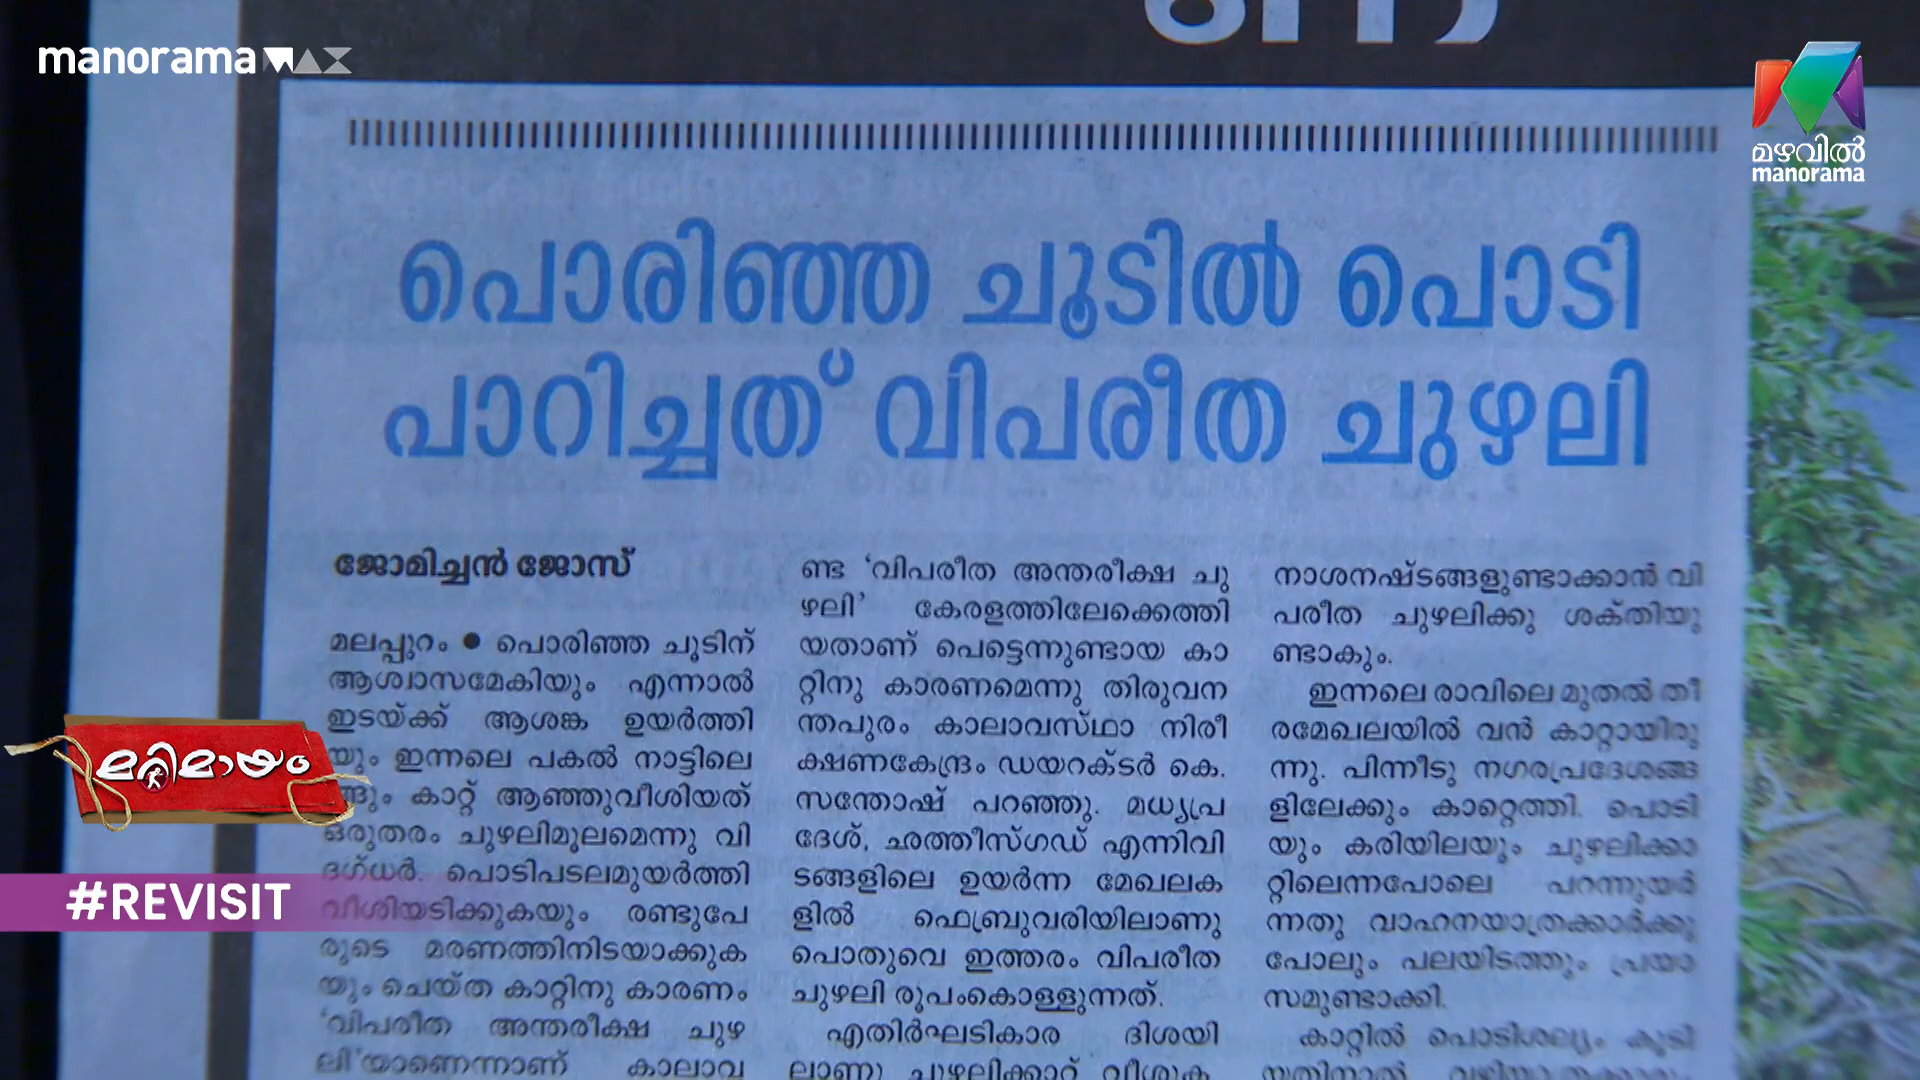 manorama MAX
മഴവിൽ
manorama
പൊരിഞ്ഞ ചൂടിൽ പൊടി
പാറിച്ചത് വിപരീത ചുഴലി
ജോമിച്ചൻ ജോസ്
മലപ്പുറം ● പൊരിഞ്ഞ ചൂടിന്
ആശ്വാസമേകിയും എന്നാൽ
ഇടയ്ക്ക് ആശങ്ക ഉയർത്തി
യും ഇന്നലെ പകൽ നാട്ടിലെ
ങ്ങും കാറ്റ് ആഞ്ഞുവീശിയത്
ഒരുതരം ചുഴലിമൂലമെന്നു വി
ദഗ്ധർ. പൊടിപടലമുയർത്തി
വീശിയടിക്കുകയും രണ്ടുപേ
രുടെ മരണത്തിനിടയാക്കുക
യും ചെയ്ത കാറ്റിനു കാരണം
‘വിപരീത അന്തരീക്ഷ ചുഴ
ലി’യാണെന്നാണ് കാലാവ
ണ്ട ‘വിപരീത അന്തരീക്ഷ ചു
ഴലി’ കേരളത്തിലേക്കെത്തി
യതാണ് പെട്ടെന്നുണ്ടായ കാ
റ്റിനു കാരണമെന്നു തിരുവന
ന്തപുരം കാലാവസ്ഥാ നിരീ
ക്ഷണകേന്ദ്രം ഡയറക്ടർ കെ.
സന്തോഷ് പറഞ്ഞു. മധ്യപ്ര
ദേശ്, ഛത്തീസ്ഗഡ് എന്നിവി
ടങ്ങളിലെ ഉയർന്ന മേഖലക
ളിൽ ഫെബ്രുവരിയിലാണു
പൊതുവെ ഇത്തരം വിപരീത
ചുഴലി രൂപംകൊള്ളുന്നത്.
എതിർഘടികാര ദിശയി
ലാണു ചുഴലിക്കാറ്റ് വീശുക
നാശനഷ്ടങ്ങളുണ്ടാക്കാൻ വി
പരീത ചുഴലിക്കു ശക്തിയു
ണ്ടാകും.
ഇന്നലെ രാവിലെ മുതൽ തീ
രമേഖലയിൽ വൻ കാറ്റായിരു
ന്നു. പിന്നീടു നഗരപ്രദേശങ്ങ
ളിലേക്കും കാറ്റെത്തി. പൊടി
യും കരിയിലയും ചുഴലിക്കാ
റ്റിലെന്നപോലെ പറന്നുയർ
ന്നതു വാഹനയാത്രക്കാർക്കു
പോലും പലയിടത്തും പ്രയാ
സമുണ്ടാക്കി.
കാറ്റിൽ പൊടിശല്യം കൂടി
മറിമായം
#REVISIT